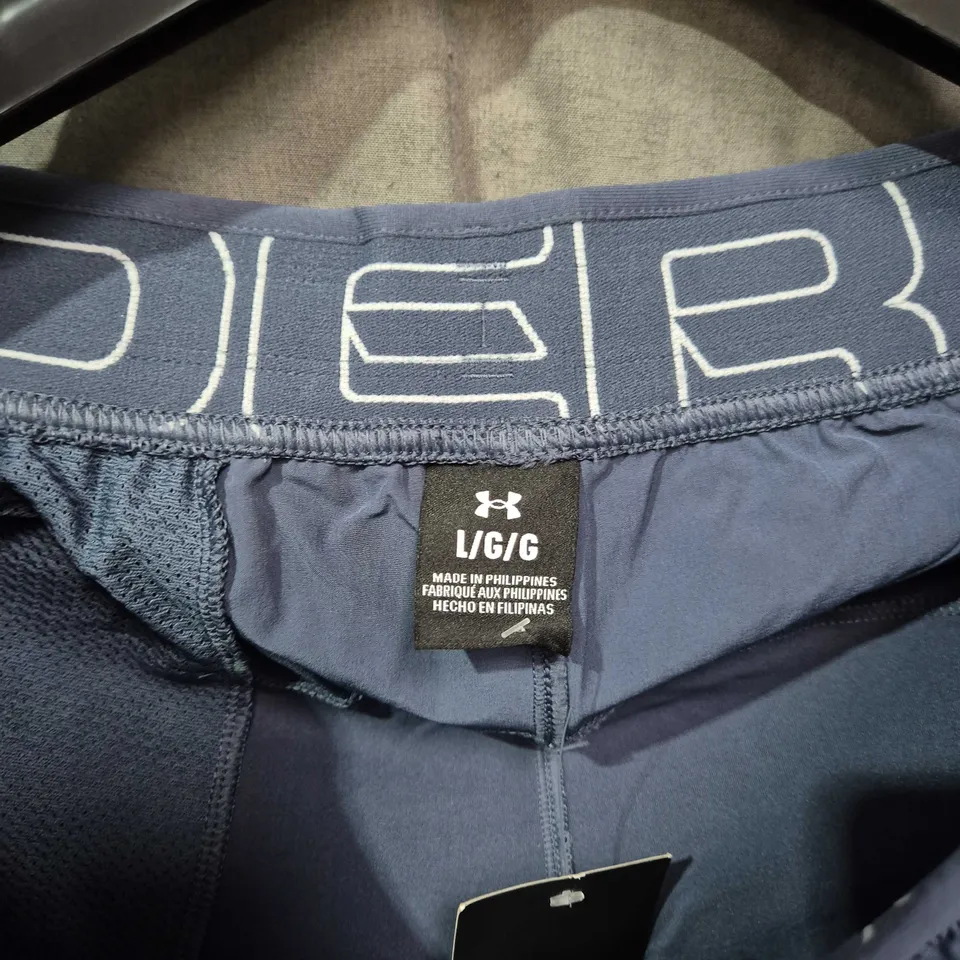 DER
L/G/G
MADE IN PHILIPPINES
FABRIQUÉ AUX PHILIPPINES
HECHO EN FILIPINAS